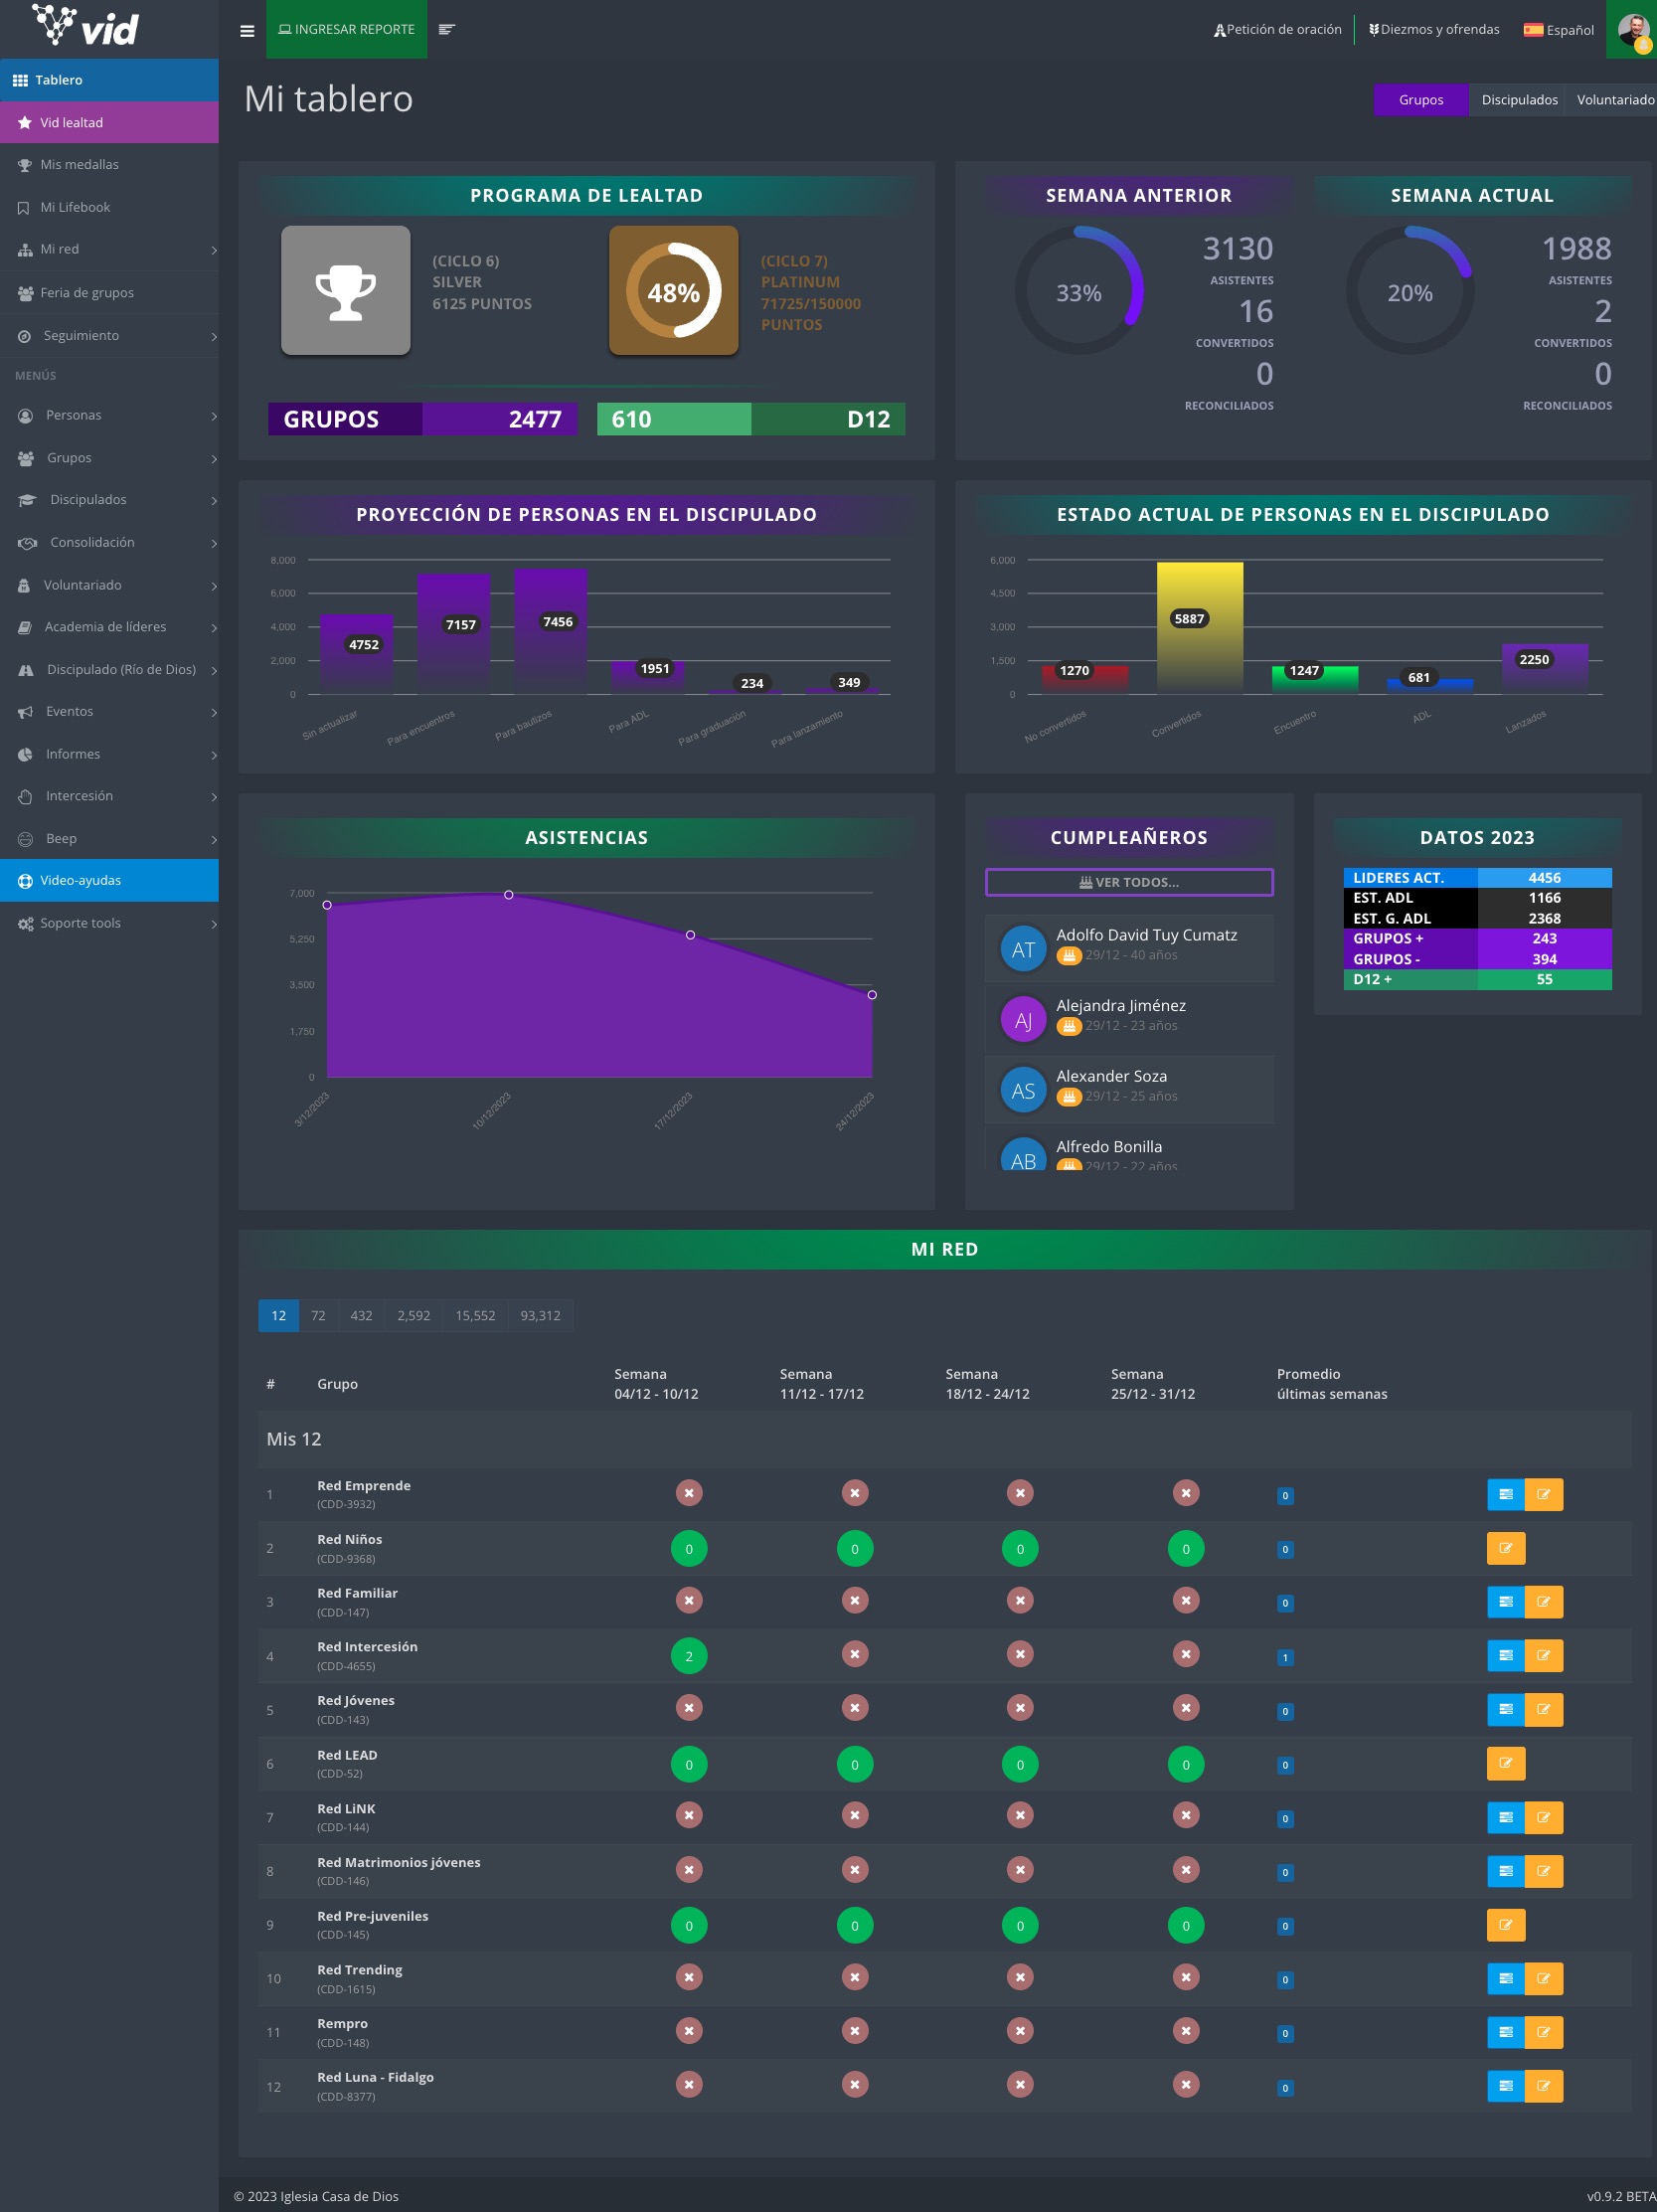 vid
INGRESAR REPORTE
Petición de oración
Diezmos y ofrendas
Español
Tablero
Vid lealtad
Mis medallas
Mi Lifebook
Mi red
Feria de grupos
Seguimiento
MENÚS
Personas
Grupos
Discipulados
Consolidación
Voluntariado
Academia de líderes
Discipulado (Río de Dios)
Eventos
Informes
Intercesión
Beep
Video-ayudas
Soporte tools
Mi tablero
Grupos
Discipulados
Voluntariado
PROGRAMA DE LEALTAD
(CICLO 6)
SILVER
6125 PUNTOS
48%
(CICLO 7)
PLATINUM
71725/150000
PUNTOS
GRUPOS 2477
610 D12
SEMANA ANTERIOR
33%
3130
ASISTENTES
16
CONVERTIDOS
0
RECONCILIADOS
SEMANA ACTUAL
20%
1988
ASISTENTES
2
CONVERTIDOS
0
RECONCILIADOS
PROYECCIÓN DE PERSONAS EN EL DISCIPULADO
8,000
6,000
4,000
2,000
0
4752
7157
7456
1951
234
349
Sin actualizar
Para encuentros
Para bautizos
Para ADL
Para graduación
Para lanzamiento
ESTADO ACTUAL DE PERSONAS EN EL DISCIPULADO
6,000
4,500
3,000
1,500
0
1270
5887
1247
681
2250
No convertidos
Convertidos
Encuentro
ADL
Lanzados
ASISTENCIAS
7,000
5,250
3,500
1,750
0
3/12/2023
10/12/2023
17/12/2023
24/12/2023
CUMPLEAÑEROS
VER TODOS...
AT
Adolfo David Tuy Cumatz
29/12 - 40 años
AJ
Alejandra Jiménez
29/12 - 23 años
AS
Alexander Soza
29/12 - 25 años
AB
Alfredo Bonilla
29/12 - 22 años
DATOS 2023
LIDERES ACT. 4456
EST. ADL 1166
EST. G. ADL 2368
GRUPOS + 243
GRUPOS - 394
D12 + 55
MI RED
12 72 432 2,592 15,552 93,312
# Grupo
Semana
04/12 - 10/12
Semana
11/12 - 17/12
Semana
18/12 - 24/12
Semana
25/12 - 31/12
Promedio
últimas semanas
Mis 12
1 Red Emprende 0
(CDD-3932)
2 Red Niños 0 0 0 0 0
(CDD-9368)
3 Red Familiar 0
(CDD-147)
4 Red Intercesión 2 1
(CDD-4655)
5 Red Jóvenes 0
(CDD-143)
6 Red LEAD 0 0 0 0 0
(CDD-52)
7 Red LiNK 0
(CDD-144)
8 Red Matrimonios jóvenes 0
(CDD-146)
9 Red Pre-juveniles 0 0 0 0 0
(CDD-145)
10 Red Trending 0
(CDD-1615)
11 Rempro 0
(CDD-148)
12 Red Luna - Fidalgo 0
(CDD-8377)
© 2023 Iglesia Casa de Dios
v0.9.2 BETA